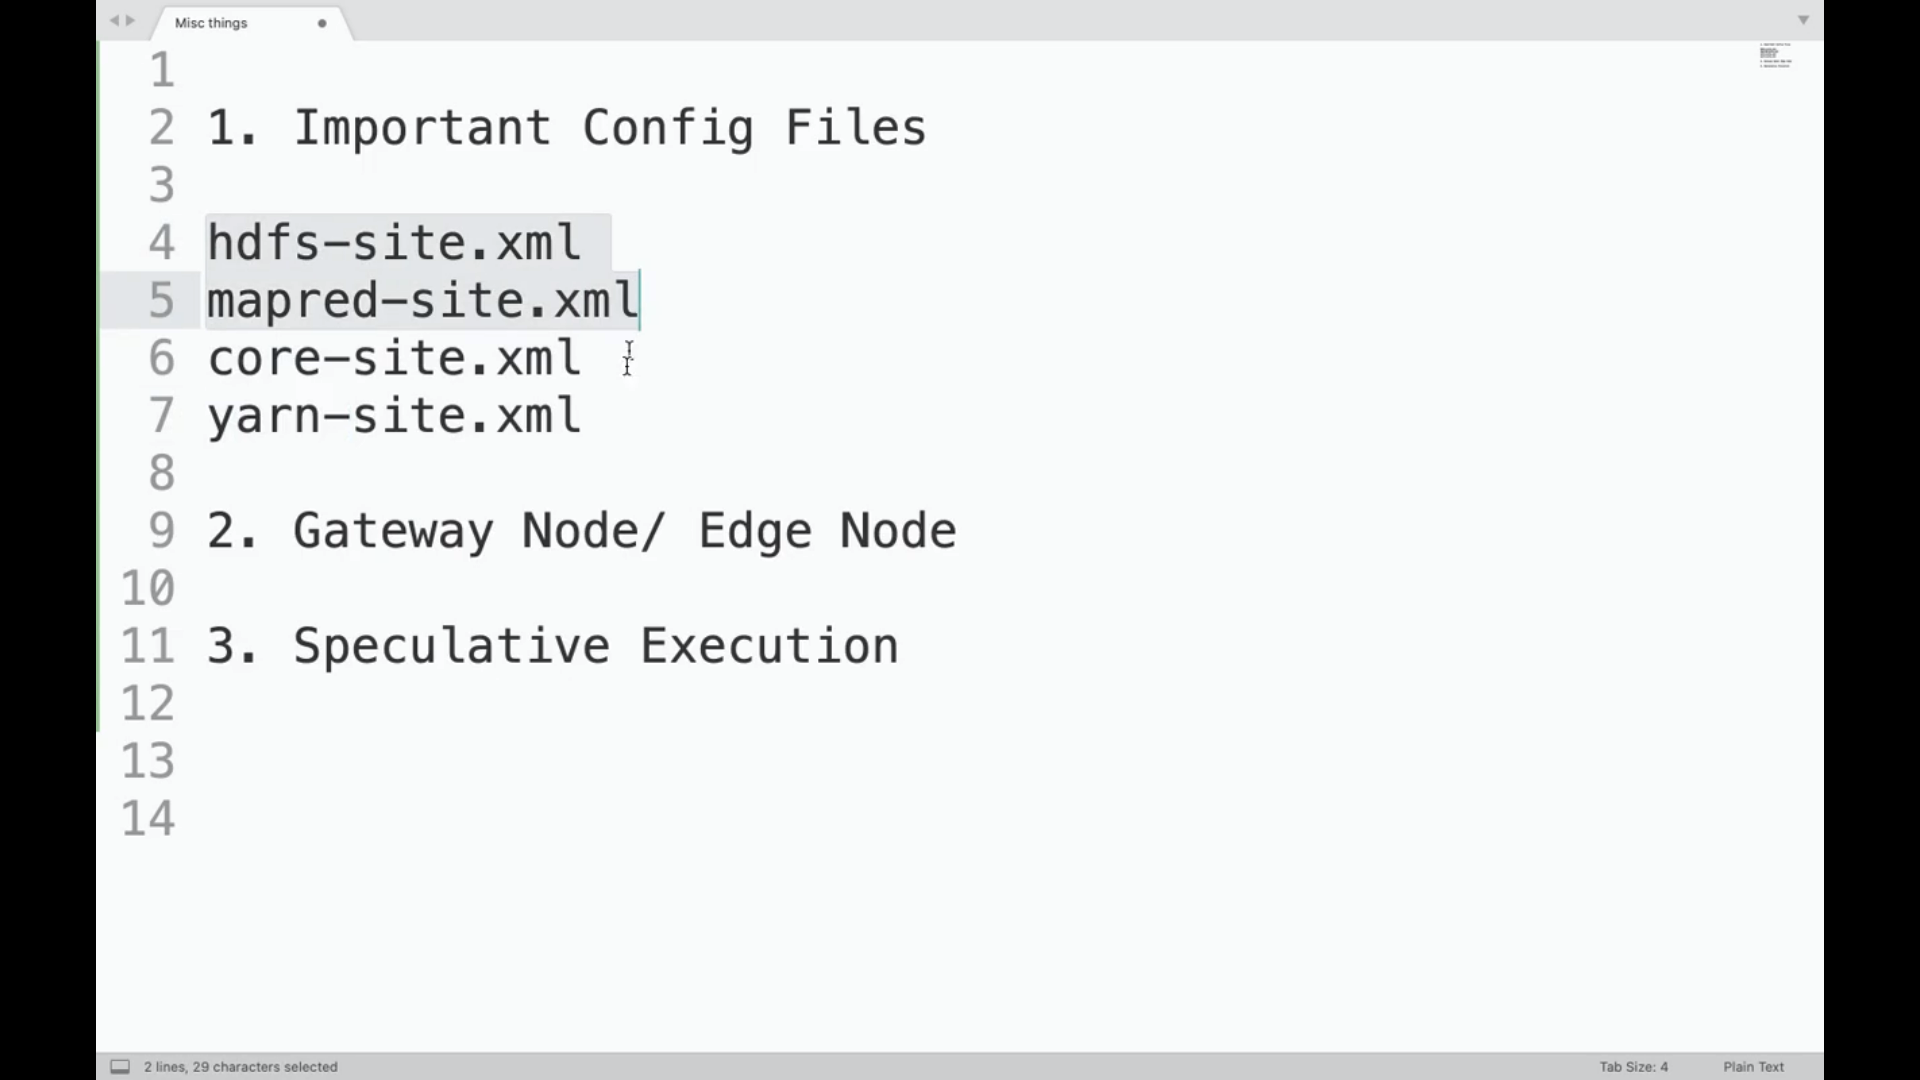 Misc things
1
2 1. Important Config Files
3
4 hdfs-site.xml
5 mapred-site.xml
6 core-site.xml
7 yarn-site.xml
8
9 2. Gateway Node/ Edge Node
10
11 3. Speculative Execution
12
13
14
2 lines, 29 characters selected Tab Size: 4 Plain Text